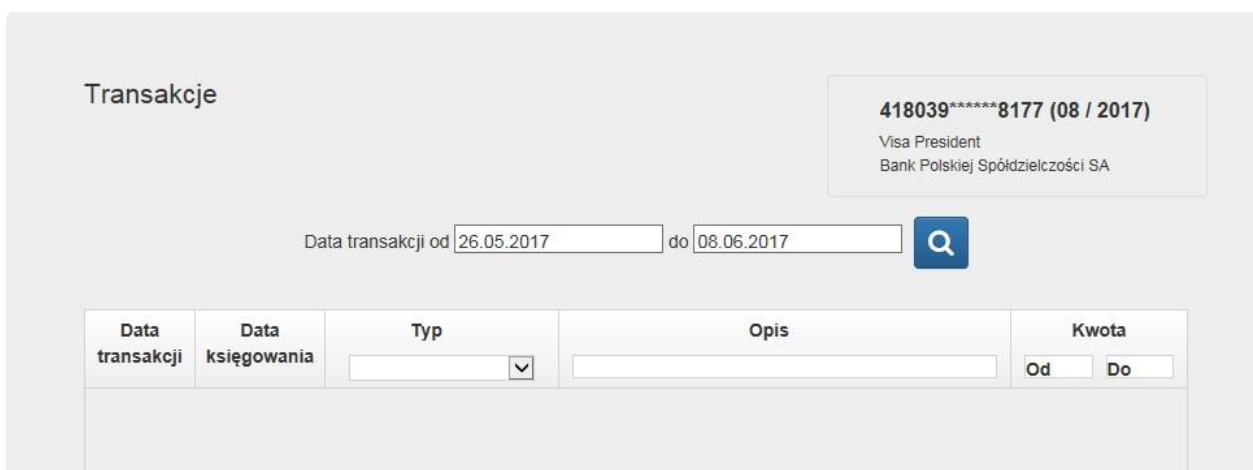 Transakcje
418039******8177 (08 / 2017)
Visa President
Bank Polskiej Spółdzielczości SA
Data transakcji od 26.05.2017 do 08.06.2017
Data transakcji
Data księgowania
Typ
Opis
Kwota
Od Do